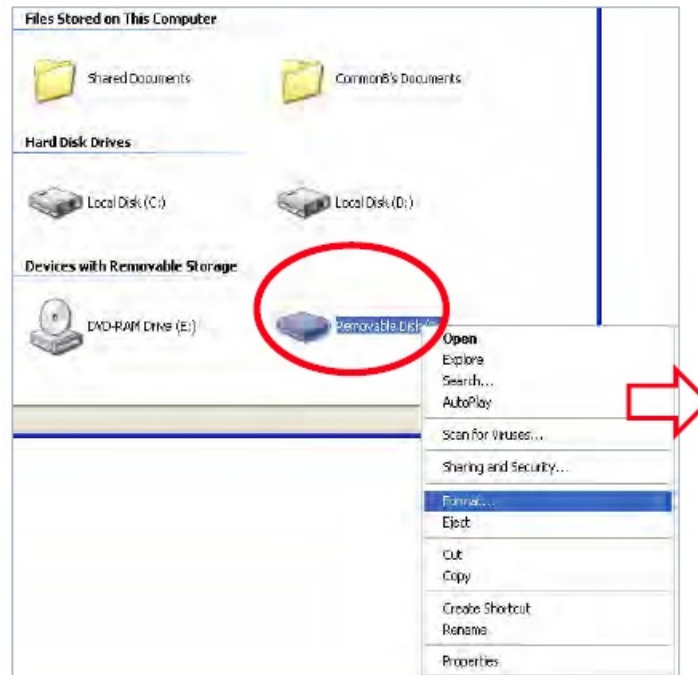 Files Stored on This Computer
Shared Documents
CommonB's Documents
Hard Disk Drives
Local Disk (C:)
Local Disk (D:)
Devices with Removable Storage
DVD-RAM Drive (E:)
Removable Disk
Open
Explore
Search...
AutoPlay
Scan for Viruses...
Sharing and Security...
Format...
Eject
Cut
Copy
Create Shortcut
Rename
Properties